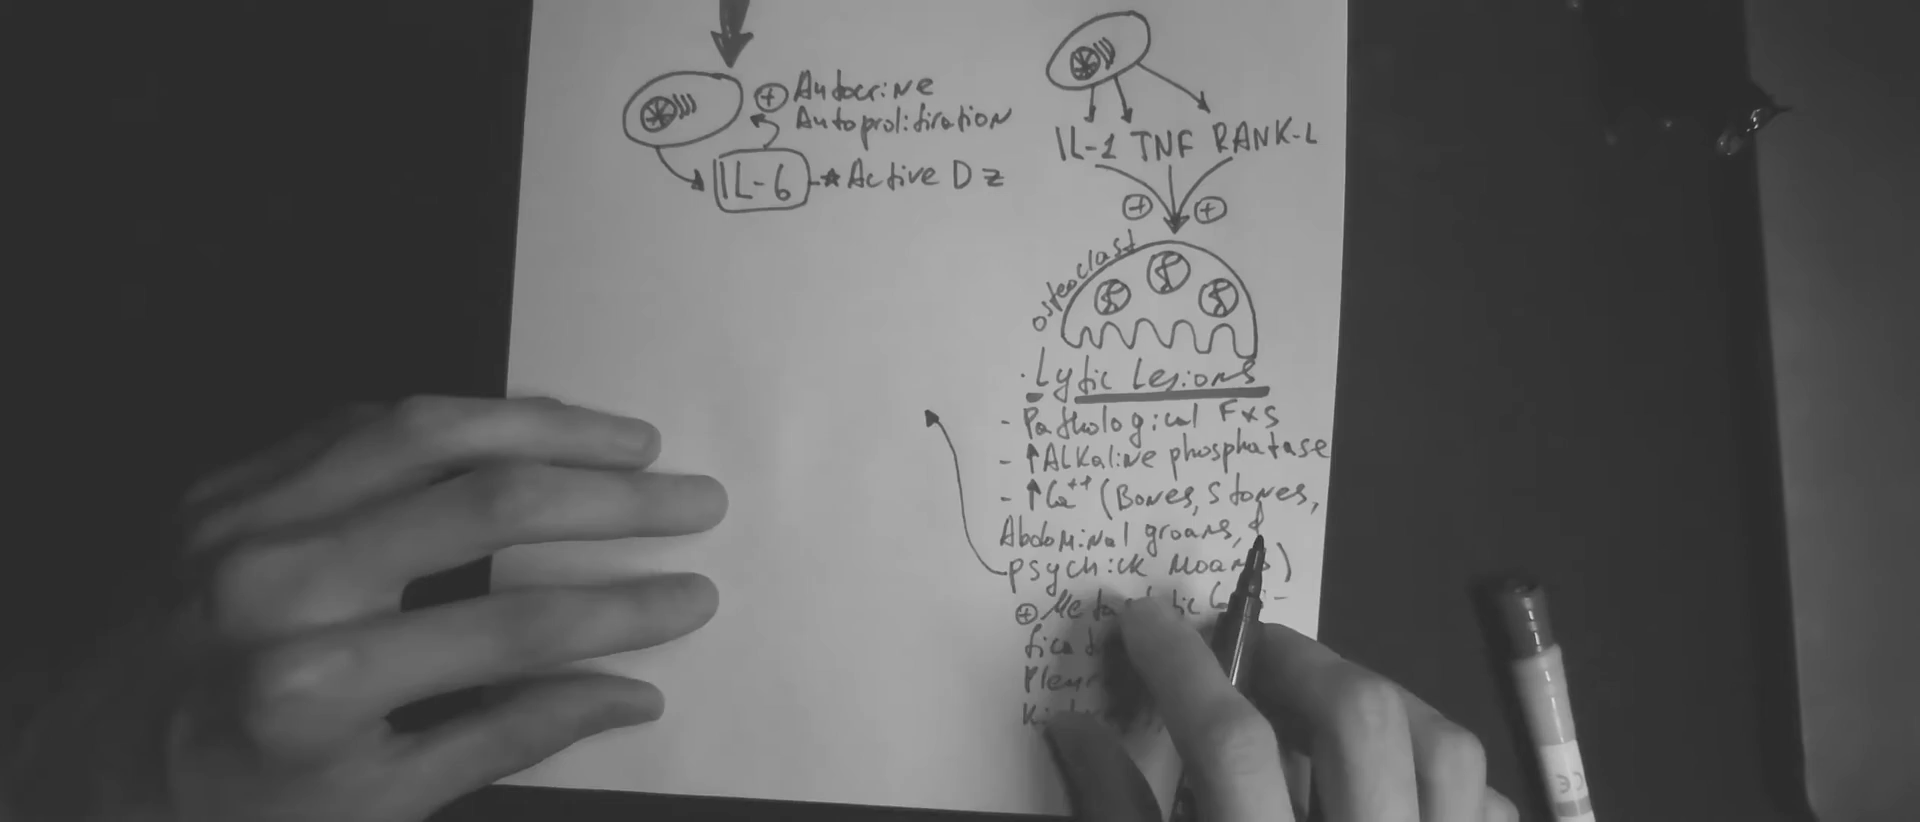 ⊕ Autocrine
Autoprolifiration
IL-6 ★ Active Dz
IL-1 TNF RANK-L
⊕ ⊕
osteoclast
· Lytic Lesions
- Pathological Fxs
- ↑ ALKaline phosphatase
- ↑ Ca++ (Bones, Stones,
Abdominal groans, &
psychick Moans)
⊕